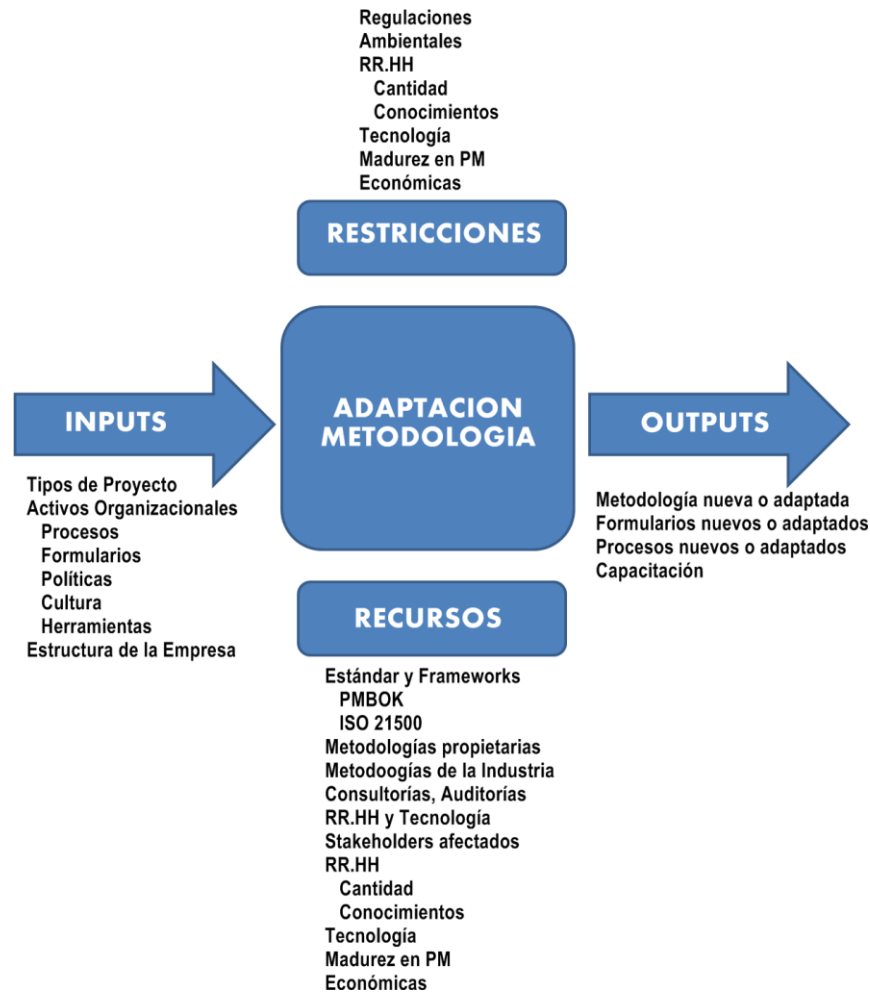 Regulaciones
Ambientales
RR.HH
Cantidad
Conocimientos
Tecnología
Madurez en PM
Económicas
RESTRICCIONES
INPUTS
ADAPTACION
METODOLOGIA
OUTPUTS
Tipos de Proyecto
Activos Organizacionales
Procesos
Formularios
Políticas
Cultura
Herramientas
Estructura de la Empresa
Metodología nueva o adaptada
Formularios nuevos o adaptados
Procesos nuevos o adaptados
Capacitación
RECURSOS
Estándar y Frameworks
PMBOK
ISO 21500
Metodologías propietarias
Metodoogías de la Industria
Consultorías, Auditorías
RR.HH y Tecnología
Stakeholders afectados
RR.HH
Cantidad
Conocimientos
Tecnología
Madurez en PM
Económicas